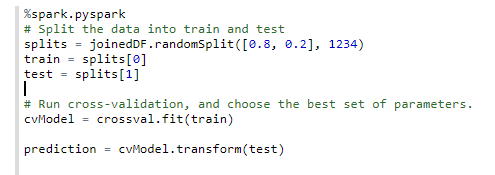 %spark.pyspark
# Split the data into train and test
splits = joinedDF.randomSplit([0.8, 0.2], 1234)
train = splits[0]
test = splits[1]
# Run cross-validation, and choose the best set of parameters.
cvModel = crossval.fit(train)
prediction = cvModel.transform(test)